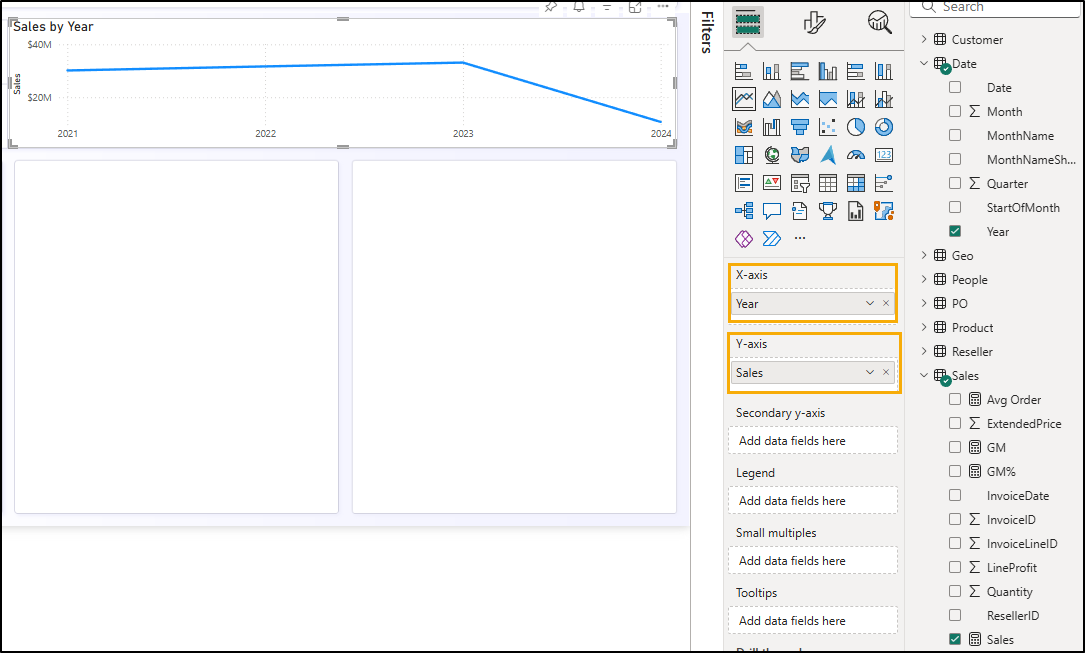 Sales by Year
$40M
$20M
Sales
2021
2022
2023
2024
Filters
123
X-axis
Year
Y-axis
Sales
Secondary y-axis
Add data fields here
Legend
Add data fields here
Small multiples
Add data fields here
Tooltips
Add data fields here
Search
Customer
Date
Date
Month
MonthName
MonthNameSh...
Quarter
StartOfMonth
Year
Geo
People
PO
Product
Reseller
Sales
Avg Order
ExtendedPrice
GM
GM%
InvoiceDate
InvoiceID
InvoiceLineID
LineProfit
Quantity
ResellerID
Sales